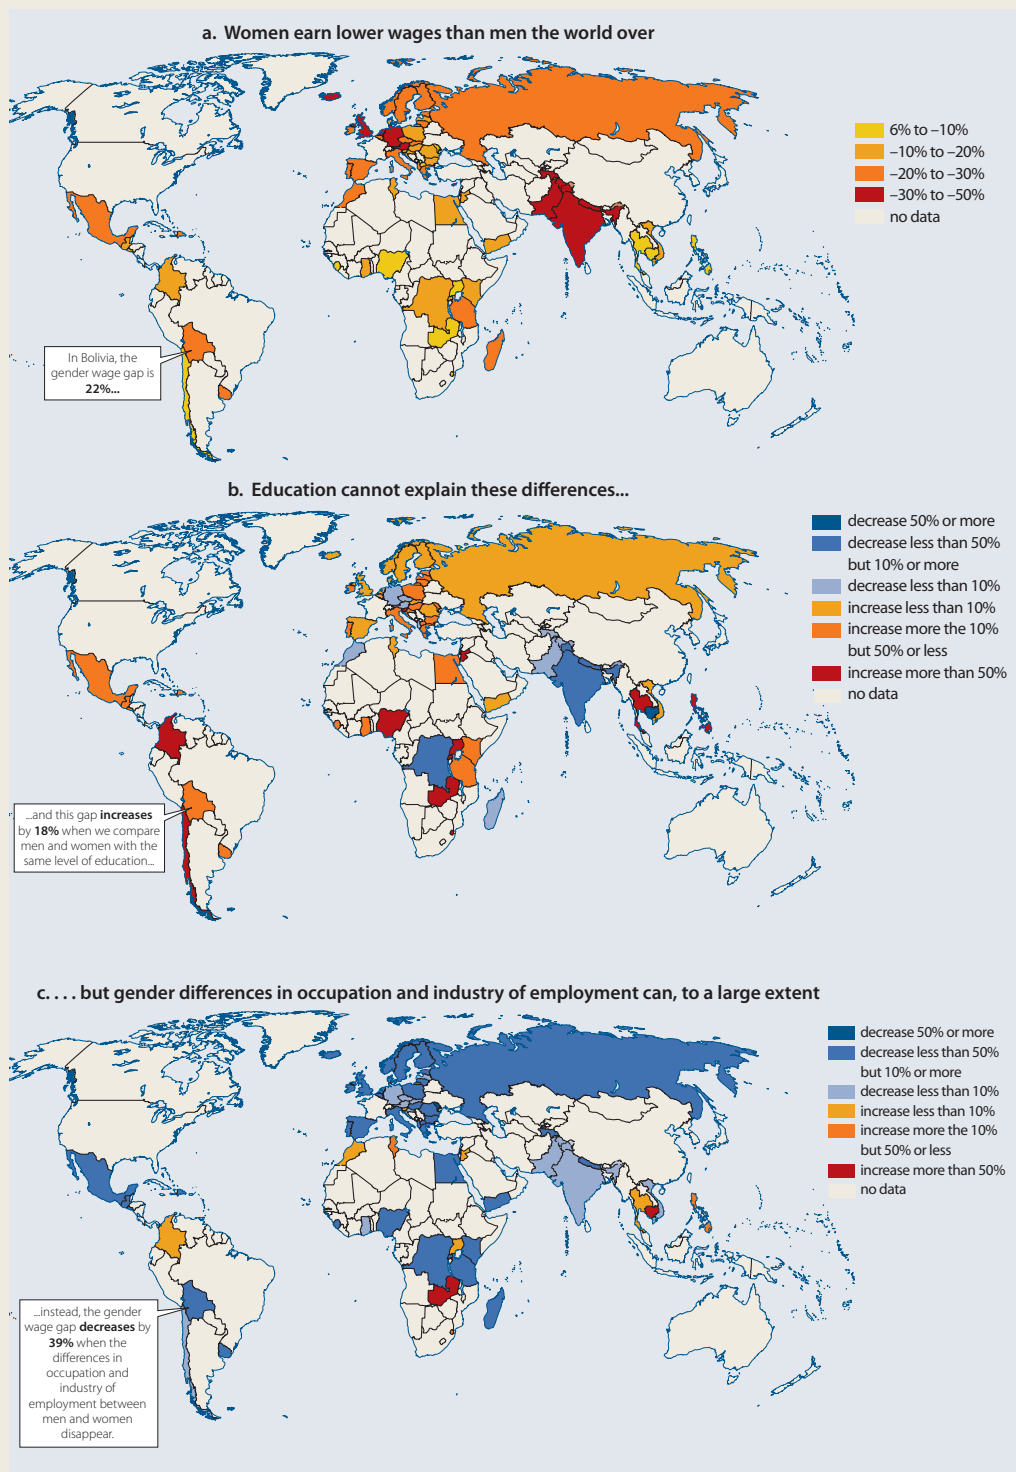 a. Women earn lower wages than men the world over
6% to –10%
–10% to –20%
–20% to –30%
–30% to –50%
no data
In Bolivia, the
gender wage gap is
22%...
b. Education cannot explain these differences...
decrease 50% or more
decrease less than 50%
but 10% or more
decrease less than 10%
increase less than 10%
increase more the 10%
but 50% or less
increase more than 50%
no data
...and this gap increases
by 18% when we compare
men and women with the
same level of education...
c. . . . but gender differences in occupation and industry of employment can, to a large extent
decrease 50% or more
decrease less than 50%
but 10% or more
decrease less than 10%
increase less than 10%
increase more the 10%
but 50% or less
increase more than 50%
no data
...instead, the gender
wage gap decreases by
39% when the
differences in
occupation and
industry of
employment between
men and women
disappear.